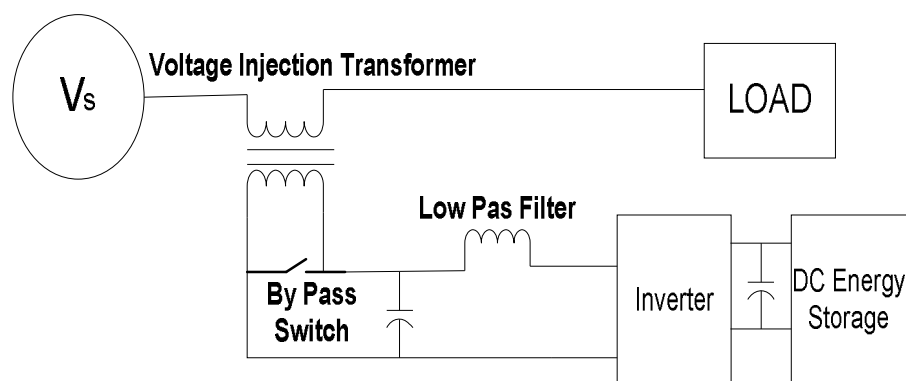 Vs
Voltage Injection Transformer
LOAD
Low Pas Filter
By Pass
Switch
Inverter
DC Energy
Storage